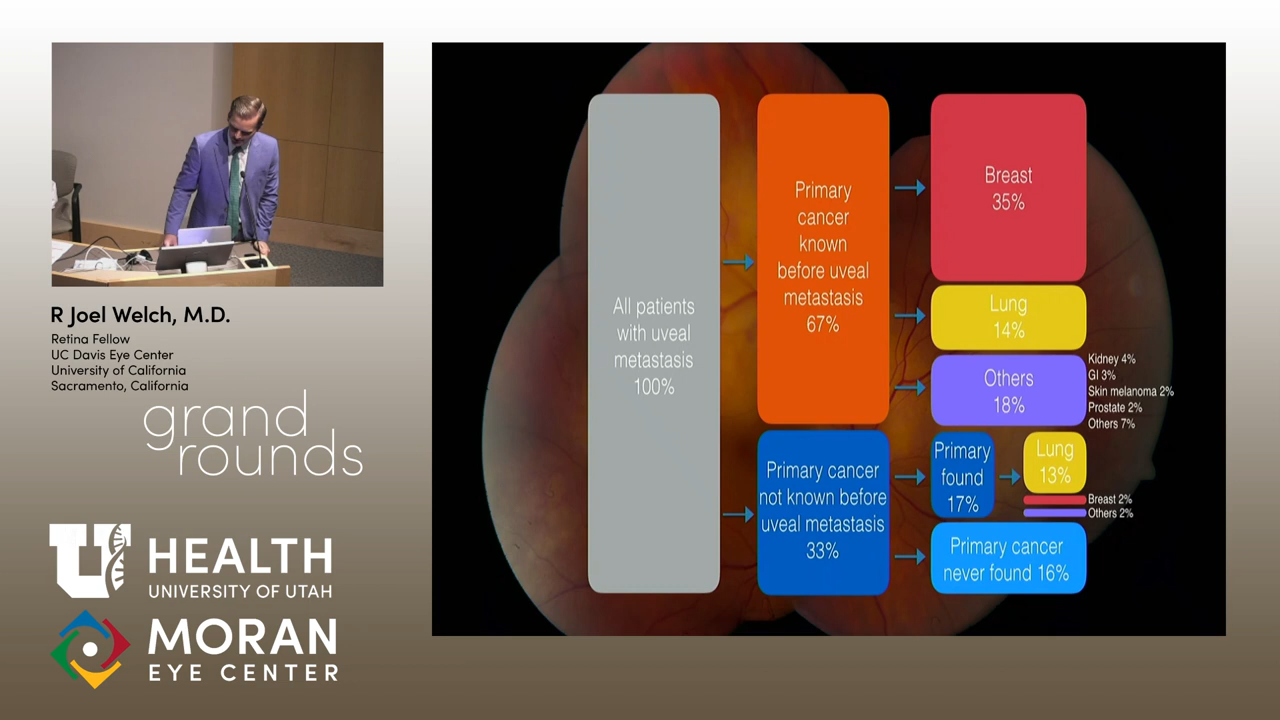 R Joel Welch, M.D.
Retina Fellow
UC Davis Eye Center
University of California
Sacramento, California
grand
rounds
U HEALTH
UNIVERSITY OF UTAH
MORAN
EYE CENTER
All patients
with uveal
metastasis
100%
Primary
cancer
known
before uveal
metastasis
67%
Primary cancer
not known before
uveal metastasis
33%
Breast
35%
Lung
14%
Others
18%
Kidney 4%
GI 3%
Skin melanoma 2%
Prostate 2%
Others 7%
Primary
found
17%
Lung
13%
Breast 2%
Others 2%
Primary cancer
never found 16%